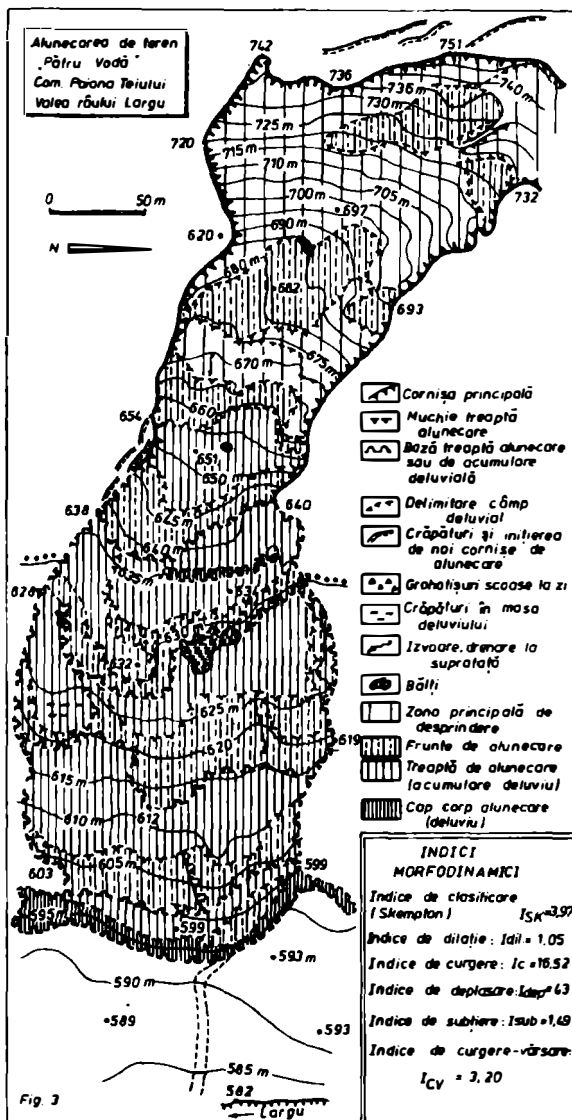 Alunecarea de teren
„Pătru Vodă"
Com. Poiana Teiului
Valea râului Largu
742
736
751
740
736 m
730
725 m
720
715 m
710 m
705
700 m
732
0 50 m
N
620
690 m
697
680 m
682
693
675 m
670 m
660
654
651
650 m
645 m
640
638
640 m
635
628
622
625 m
620
619
615 m
610 m
612
605 m
603
599
595 m
599
593 m
590 m
589
593
585 m
582
Largu
Fig. 3
Cornișa principală
Muchie treaptă
alunecare
Bază treaptă alunecare
sau de acumulare
deluvială
Delimitare câmp
deluvial
Crăpături și inițierea
de noi cornișe de
alunecare
Grohotișuri scoase la zi
Crăpături în masa
deluviului
Izvoare, drenare la
suprafață
Bălți
Zona principală de
desprindere
Frunte de alunecare
Treaptă de alunecare
(acumulare deluviu)
Cap corp alunecare
(deluviu)
INDICI
MORFODINAMICI
Indice de clasificare
(Skempton) ISK=3,97
Indice de dilație: Idil = 1,05
Indice de curgere: Ic = 16,52
Indice de deplasare: Idep=43
Indice de subțiere: Isub=1,49
Indice de curgere-vărsare:
ICV = 3,20